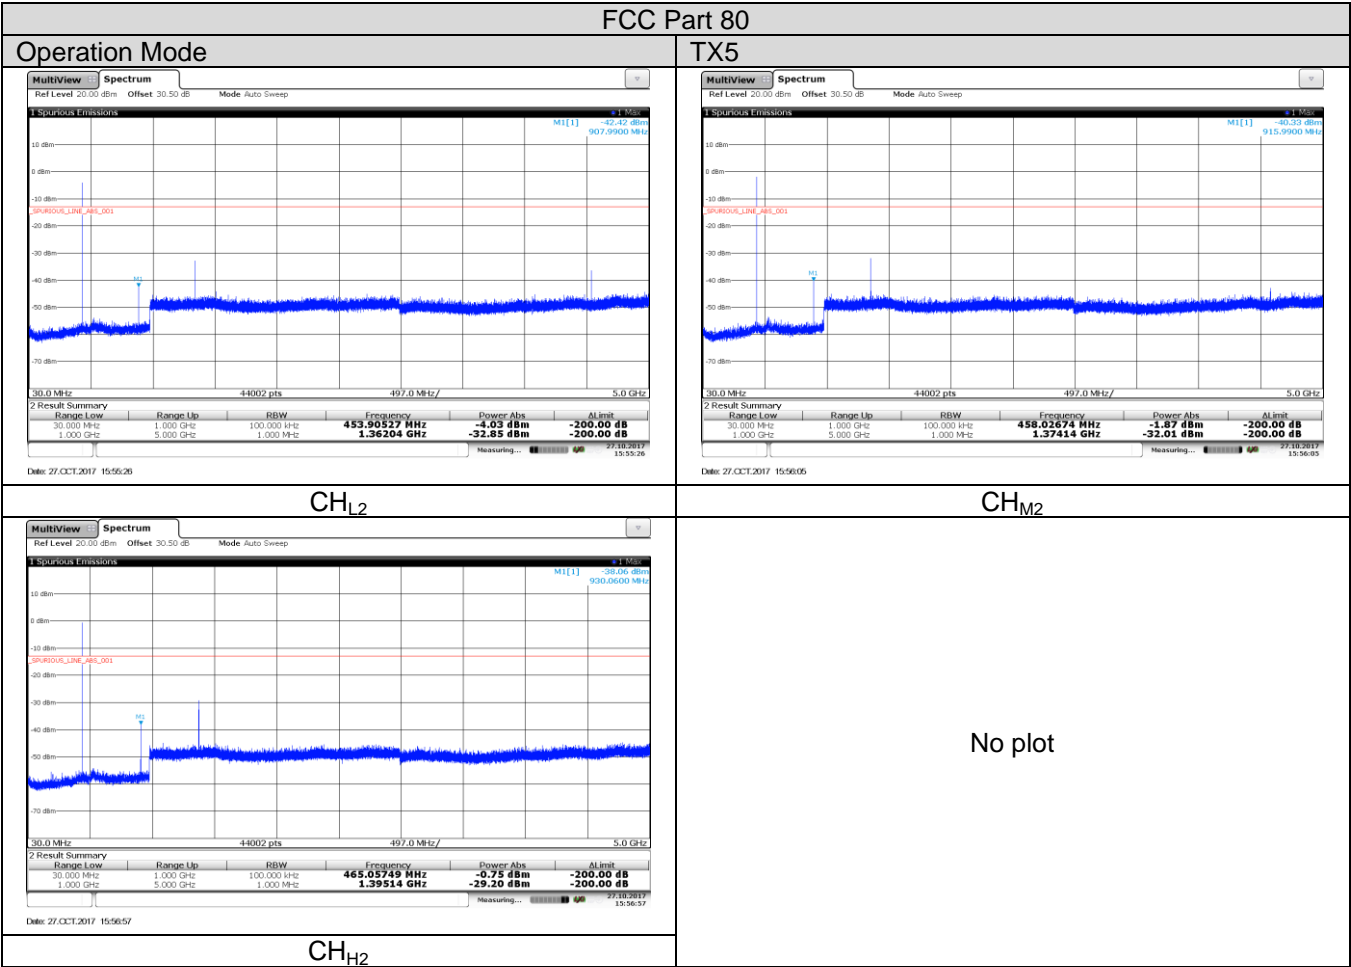 FCC Part 80
Operation Mode
TX5
MultiView Spectrum
Ref Level 20.00 dBm Offset 30.50 dB Mode Auto Sweep
1 Spurious Emissions 1 Max
M1[1] -42.42 dBm
907.9900 MHz
10 dBm
0 dBm
-10 dBm
_SPURIOUS_LINE_ABS_001
-20 dBm
-30 dBm
-40 dBm
M1
-50 dBm
-70 dBm
30.0 MHz 44002 pts 497.0 MHz/ 5.0 GHz
2 Result Summary
Range Low Range Up RBW Frequency Power Abs ΔLimit
30.000 MHz 1.000 GHz 100.000 kHz 453.90527 MHz -4.03 dBm -200.00 dB
1.000 GHz 5.000 GHz 1.000 MHz 1.36204 GHz -32.85 dBm -200.00 dB
Measuring... 27.10.2017
15:55:26
Date: 27.OCT.2017 15:55:26
CHL2
MultiView Spectrum
Ref Level 20.00 dBm Offset 30.50 dB Mode Auto Sweep
1 Spurious Emissions 1 Max
M1[1] -40.33 dBm
915.9900 MHz
10 dBm
0 dBm
-10 dBm
_SPURIOUS_LINE_ABS_001
-20 dBm
-30 dBm
-40 dBm
M1
-50 dBm
-70 dBm
30.0 MHz 44002 pts 497.0 MHz/ 5.0 GHz
2 Result Summary
Range Low Range Up RBW Frequency Power Abs ΔLimit
30.000 MHz 1.000 GHz 100.000 kHz 458.02674 MHz -1.87 dBm -200.00 dB
1.000 GHz 5.000 GHz 1.000 MHz 1.37414 GHz -32.01 dBm -200.00 dB
Measuring... 27.10.2017
15:56:05
Date: 27.OCT.2017 15:56:05
CHM2
MultiView Spectrum
Ref Level 20.00 dBm Offset 30.50 dB Mode Auto Sweep
1 Spurious Emissions 1 Max
M1[1] -38.06 dBm
930.0600 MHz
10 dBm
0 dBm
-10 dBm
_SPURIOUS_LINE_ABS_001
-20 dBm
-30 dBm
M1
-40 dBm
-50 dBm
-70 dBm
30.0 MHz 44002 pts 497.0 MHz/ 5.0 GHz
2 Result Summary
Range Low Range Up RBW Frequency Power Abs ΔLimit
30.000 MHz 1.000 GHz 100.000 kHz 465.05749 MHz -0.75 dBm -200.00 dB
1.000 GHz 5.000 GHz 1.000 MHz 1.39514 GHz -29.20 dBm -200.00 dB
Measuring... 27.10.2017
15:56:57
Date: 27.OCT.2017 15:56:57
CHH2
No plot